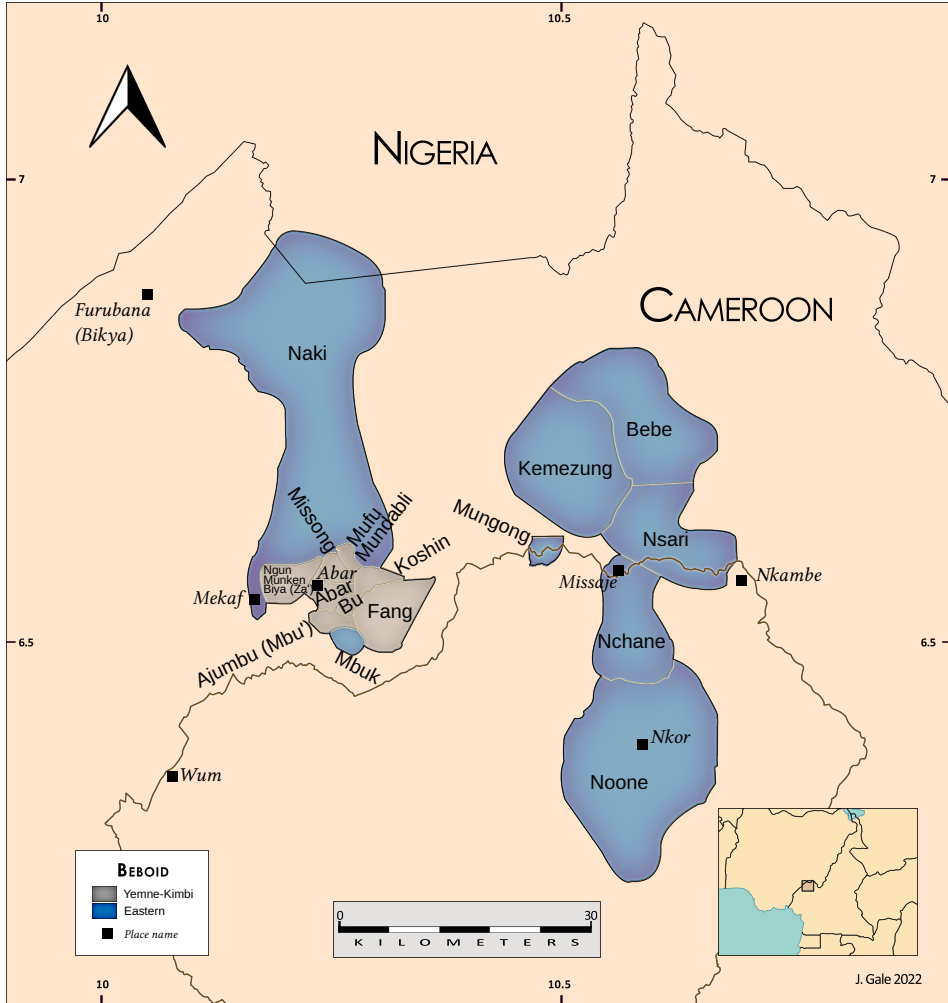 10
10.5
NIGERIA
7
7
Furubana
(Bikya)
CAMEROON
Naki
Bebe
Kemezung
Missong
Mufu
Mundabli
Mungong
Koshin
Nsari
Ngun
Munken
Biya (Za')
Abar
Missaje
Nkambe
Mekaf
Abar
Bu
Fang
Ajumbu (Mbu')
Mbuk
Nchane
6.5
6.5
Nkor
Wum
Noone
BEBOID
Yemne-Kimbi
Eastern
Place name
0
30
KILOMETERS
J. Gale 2022
10
10.5